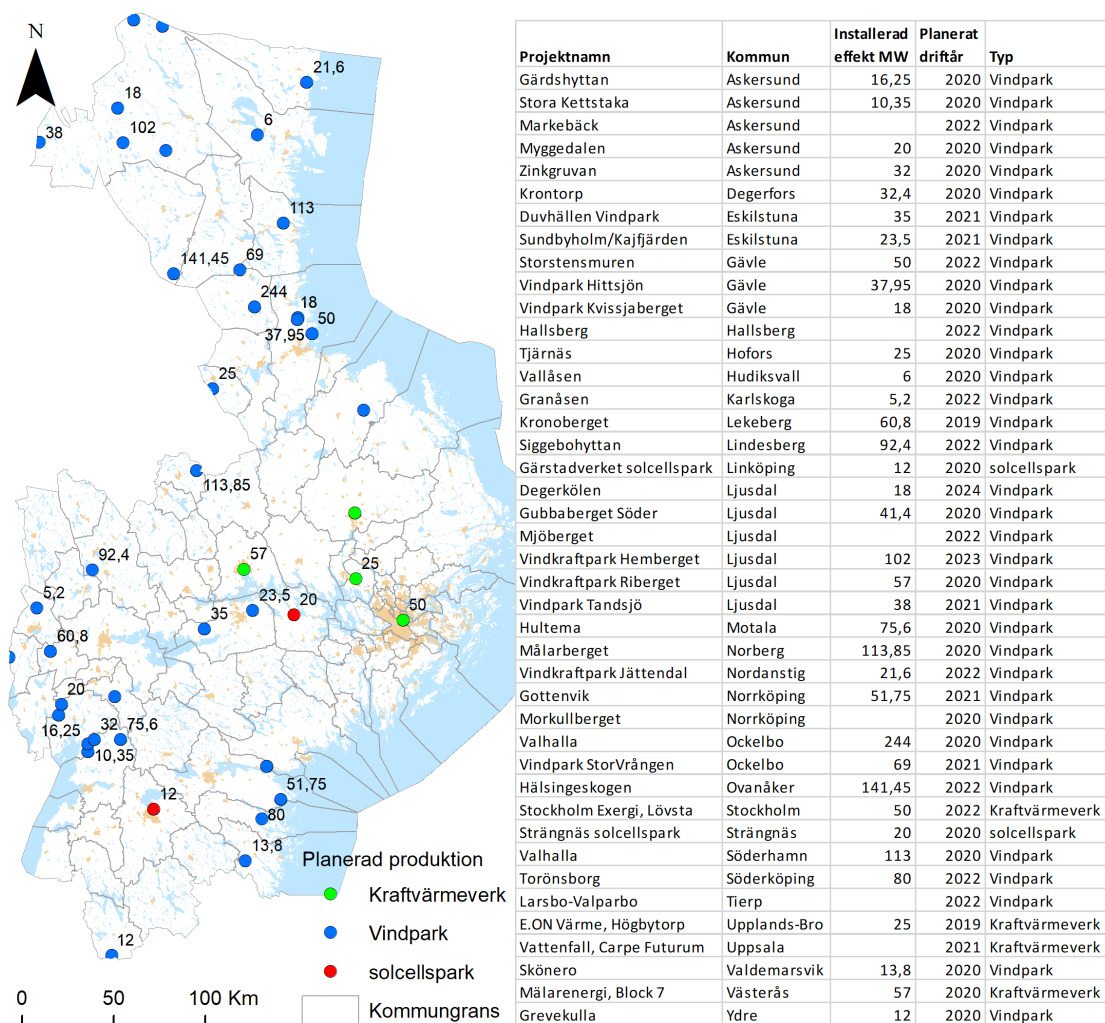 N
21,6
18
6
38
102
113
141,45
69
244
18
50
37,95
25
113,85
92,4
57
25
5,2
23,5
20
50
35
60,8
20
16,25
32
75,6
10,35
12
51,75
80
13,8
12
Planerad produktion
Kraftvärmeverk
Vindpark
solcellspark
Kommungrans
0 50 100 Km
Installerad Planerat
Projektnamn Kommun effekt MW driftår Typ
Gärdshyttan Askersund 16,25 2020 Vindpark
Stora Kettstaka Askersund 10,35 2020 Vindpark
Markebäck Askersund 2022 Vindpark
Myggedalen Askersund 20 2020 Vindpark
Zinkgruvan Askersund 32 2020 Vindpark
Krontorp Degerfors 32,4 2020 Vindpark
Duvhällen Vindpark Eskilstuna 35 2021 Vindpark
Sundbyholm/Kajfjärden Eskilstuna 23,5 2021 Vindpark
Storstensmuren Gävle 50 2022 Vindpark
Vindpark Hittsjön Gävle 37,95 2020 Vindpark
Vindpark Kvissjaberget Gävle 18 2020 Vindpark
Hallsberg Hallsberg 2022 Vindpark
Tjärnäs Hofors 25 2020 Vindpark
Vallåsen Hudiksvall 6 2020 Vindpark
Granåsen Karlskoga 5,2 2022 Vindpark
Kronoberget Lekeberg 60,8 2019 Vindpark
Siggebohyttan Lindesberg 92,4 2022 Vindpark
Gärstadverket solcellspark Linköping 12 2020 solcellspark
Degerkölen Ljusdal 18 2024 Vindpark
Gubbaberget Söder Ljusdal 41,4 2020 Vindpark
Mjöberget Ljusdal 2022 Vindpark
Vindkraftpark Hemberget Ljusdal 102 2023 Vindpark
Vindkraftpark Riberget Ljusdal 57 2020 Vindpark
Vindpark Tandsjö Ljusdal 38 2021 Vindpark
Hultema Motala 75,6 2020 Vindpark
Målarberget Norberg 113,85 2020 Vindpark
Vindkraftpark Jättendal Nordanstig 21,6 2022 Vindpark
Gottenvik Norrköping 51,75 2021 Vindpark
Morkullberget Norrköping 2020 Vindpark
Valhalla Ockelbo 244 2020 Vindpark
Vindpark StorVrången Ockelbo 69 2021 Vindpark
Hälsingeskogen Ovanåker 141,45 2022 Vindpark
Stockholm Exergi, Lövsta Stockholm 50 2022 Kraftvärmeverk
Strängnäs solcellspark Strängnäs 20 2020 solcellspark
Valhalla Söderhamn 113 2020 Vindpark
Torönsborg Söderköping 80 2022 Vindpark
Larsbo-Valparbo Tierp 2022 Vindpark
E.ON Värme, Högbytorp Upplands-Bro 25 2019 Kraftvärmeverk
Vattenfall, Carpe Futurum Uppsala 2021 Kraftvärmeverk
Skönero Valdemarsvik 13,8 2020 Vindpark
Mälarenergi, Block 7 Västerås 57 2020 Kraftvärmeverk
Grevekulla Ydre 12 2020 Vindpark